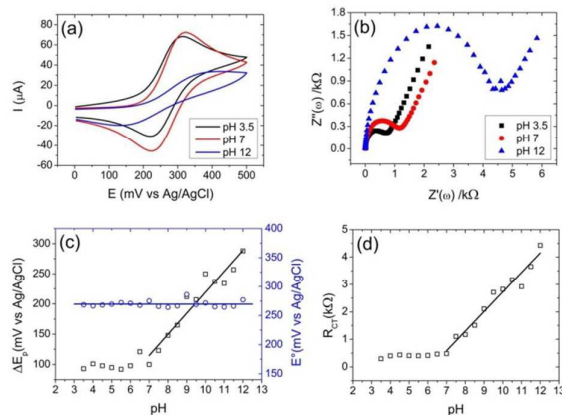 (a)
I (μA)
80
60
40
20
0
-20
-40
-60
pH 3.5
pH 7
pH 12
0 100 200 300 400 500
E (mV vs Ag/AgCl)
(b)
Z''(ω) /kΩ
1.8
1.5
1.2
0.9
0.6
0.3
0.0
pH 3.5
pH 7
pH 12
0 1 2 3 4 5 6
Z'(ω) /kΩ
(c)
ΔEp(mV vs Ag/AgCl)
300
250
200
150
100
400
350
300
250
200
150
E°(mV vs Ag/AgCl)
2 3 4 5 6 7 8 9 10 11 12 13
pH
(d)
RCT(kΩ)
5
4
3
2
1
0
2 3 4 5 6 7 8 9 10 11 12 13
pH